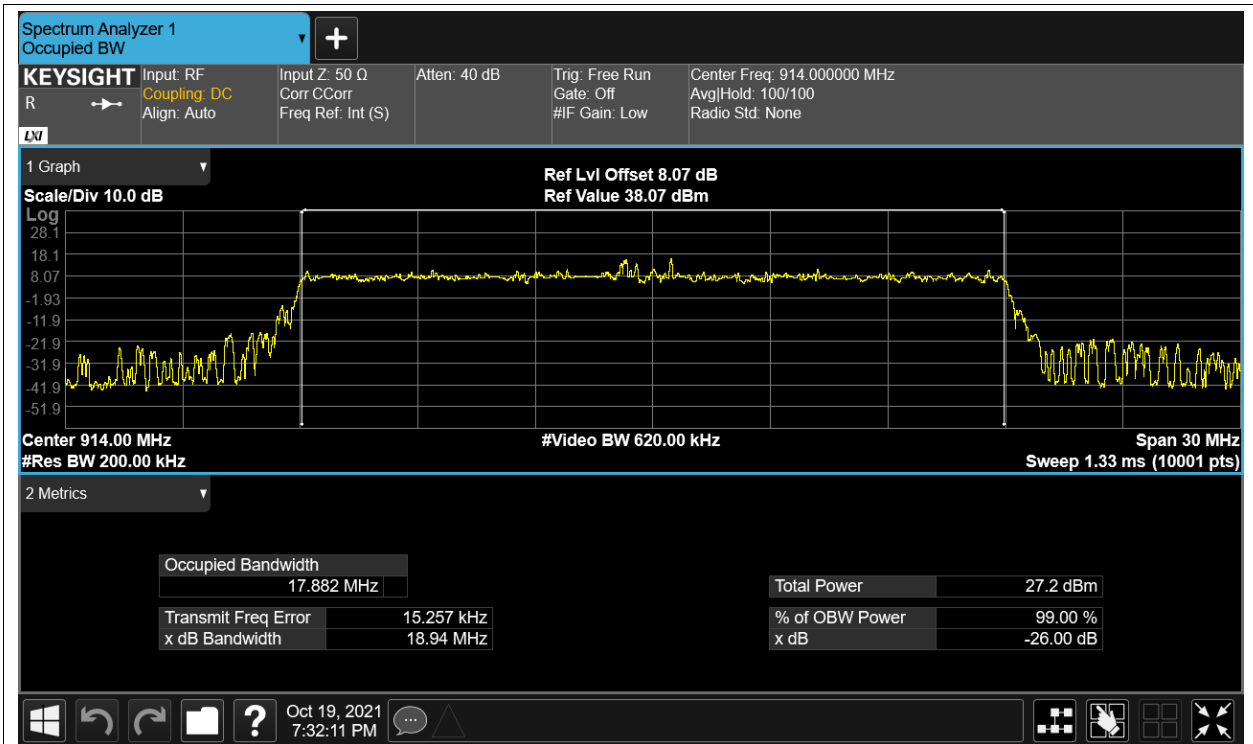 Spectrum Analyzer 1
Occupied BW
▼
+
KEYSIGHT Input: RF Input Z: 50 Ω Atten: 40 dB Trig: Free Run Center Freq: 914.000000 MHz
R Coupling: DC Corr CCorr Gate: Off Avg|Hold: 100/100
Align: Auto Freq Ref: Int (S) #IF Gain: Low Radio Std: None
LXI
1 Graph ▼
Ref Lvl Offset 8.07 dB
Scale/Div 10.0 dB Ref Value 38.07 dBm
Log
28.1
18.1
8.07
-1.93
-11.9
-21.9
-31.9
-41.9
-51.9
Center 914.00 MHz #Video BW 620.00 kHz Span 30 MHz
#Res BW 200.00 kHz Sweep 1.33 ms (10001 pts)
2 Metrics ▼
Occupied Bandwidth
17.882 MHz Total Power 27.2 dBm
Transmit Freq Error 15.257 kHz % of OBW Power 99.00 %
x dB Bandwidth 18.94 MHz x dB -26.00 dB
? Oct 19, 2021
7:32:11 PM